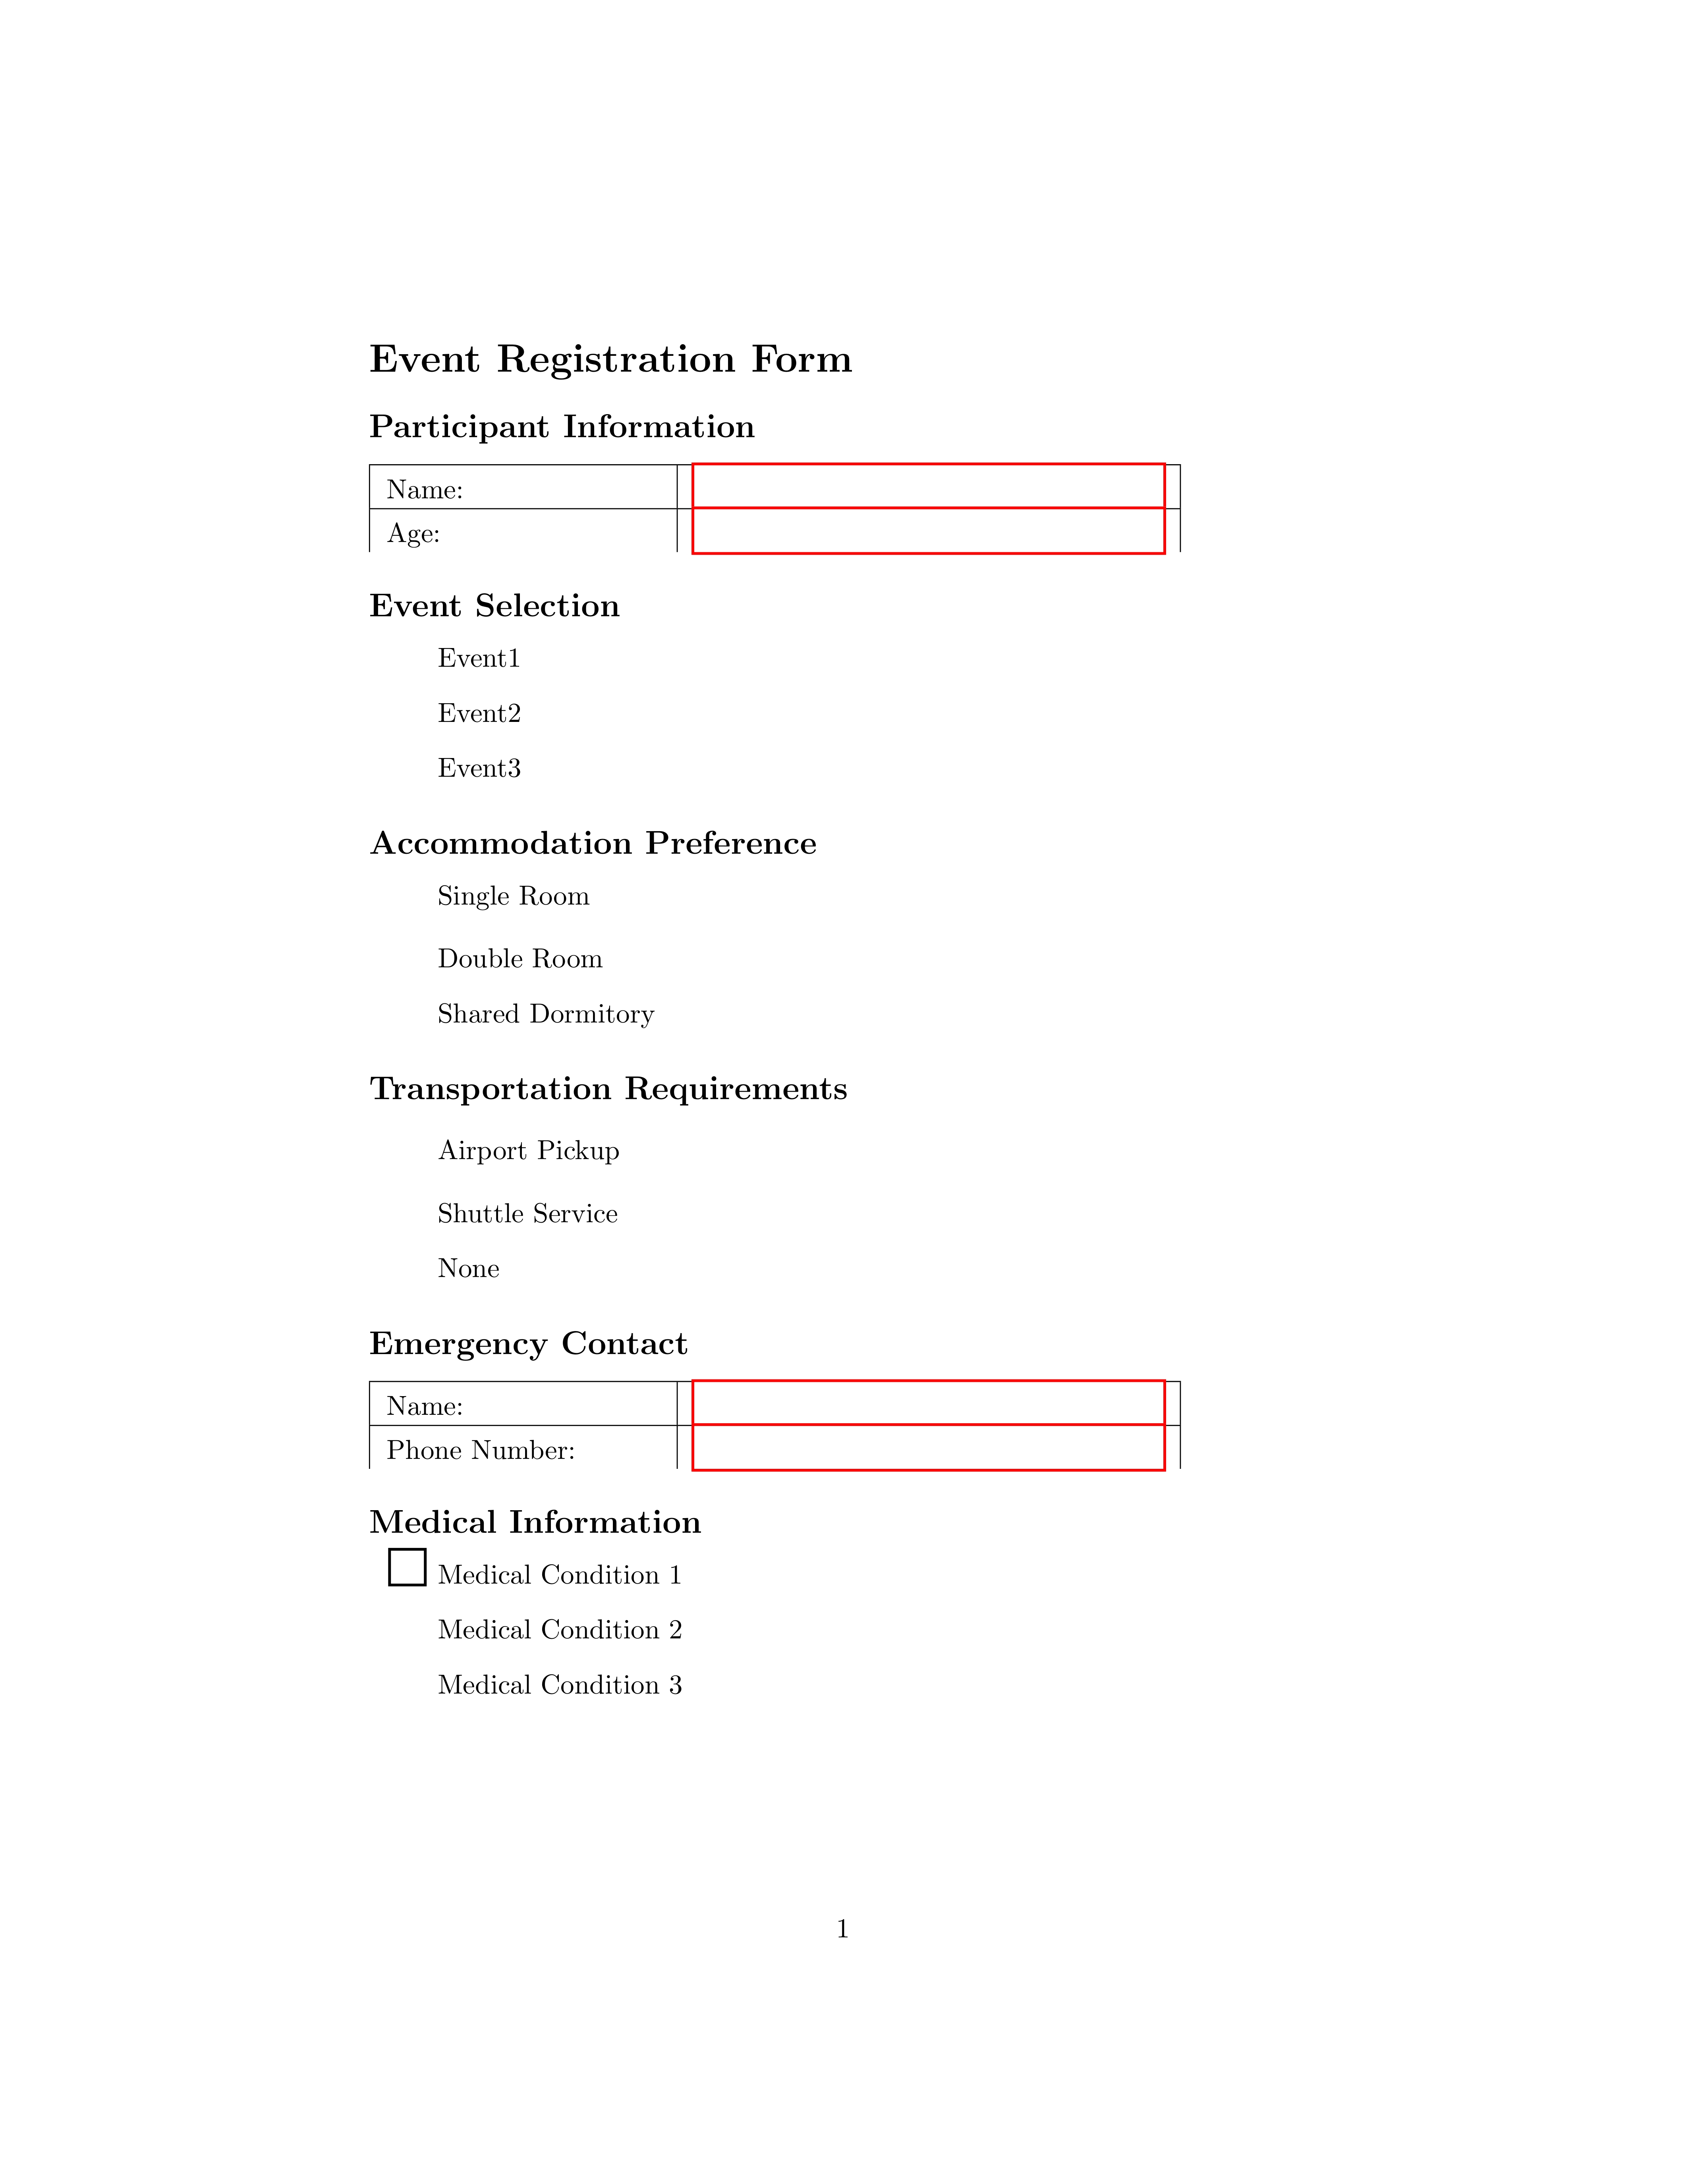 Event Registration Form
Participant Information
Name:
Age:
Event Selection
Event1
Event2
Event3
Accommodation Preference
Single Room
Double Room
Shared Dormitory
Transportation Requirements
Airport Pickup
Shuttle Service
None
Emergency Contact
Name:
Phone Number:
Medical Information
Medical Condition 1
Medical Condition 2
Medical Condition 3
1